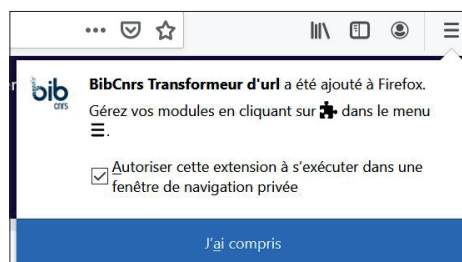 bib
cnrs
BibCnrs Transformeur d'url a été ajouté à Firefox.
Gérez vos modules en cliquant sur dans le menu
.
Autoriser cette extension à s'exécuter dans une
fenêtre de navigation privée
J'ai compris